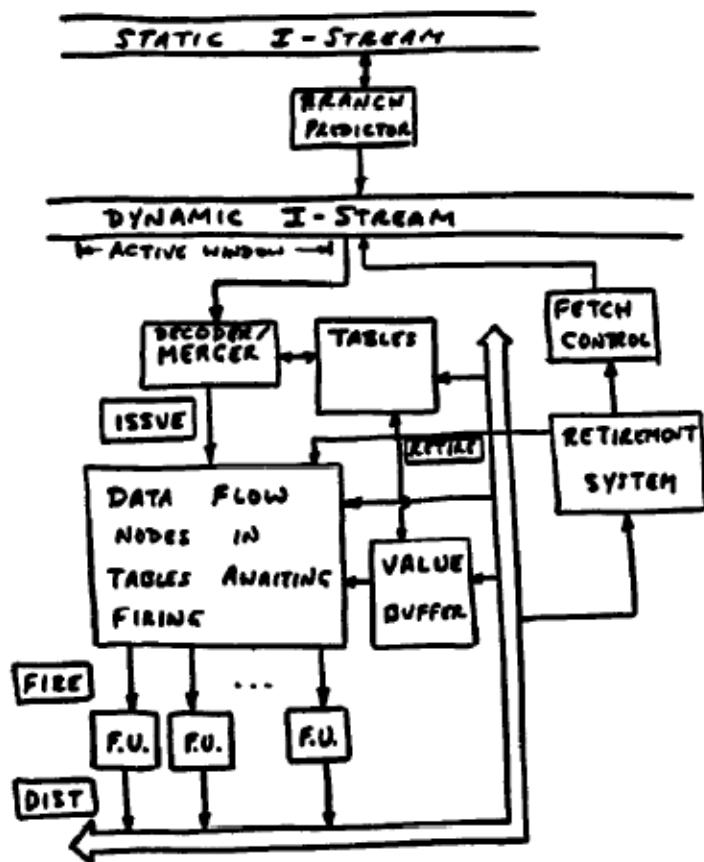 STATIC I-STREAM
BRANCH
PREDICTOR
DYNAMIC I-STREAM
ACTIVE WINDOW
DECODER/
MERGER
TABLES
FETCH
CONTROL
ISSUE
RETIRE
RETIREMENT
SYSTEM
DATA FLOW
NODES IN
TABLES AWAITING
FIRING
VALUE
BUFFER
FIRE
...
F.U.
F.U.
F.U.
DIST